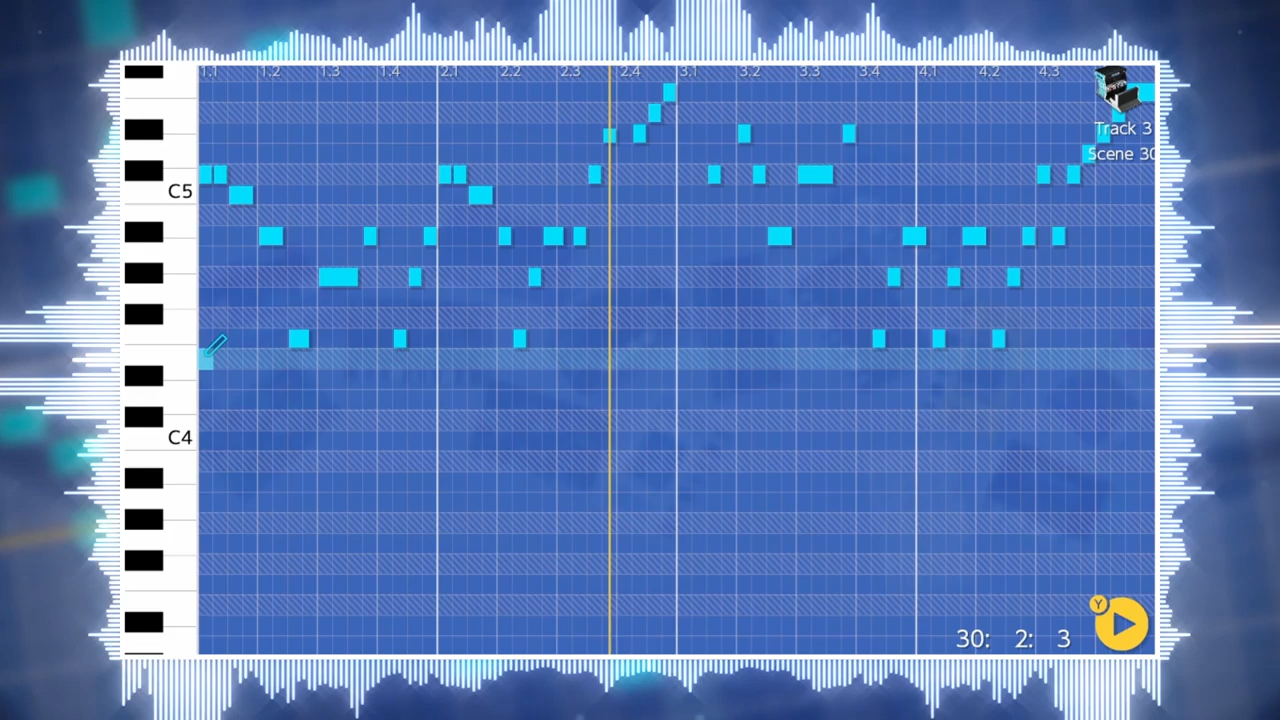 1.1 1.2 1.3 1.4 2.1 2.2 2.3 2.4 3.1 3.2 3.3 3.4 4.1 4.2 4.3
Track 3
Scene 30
C5
C4
Y
30: 2: 3